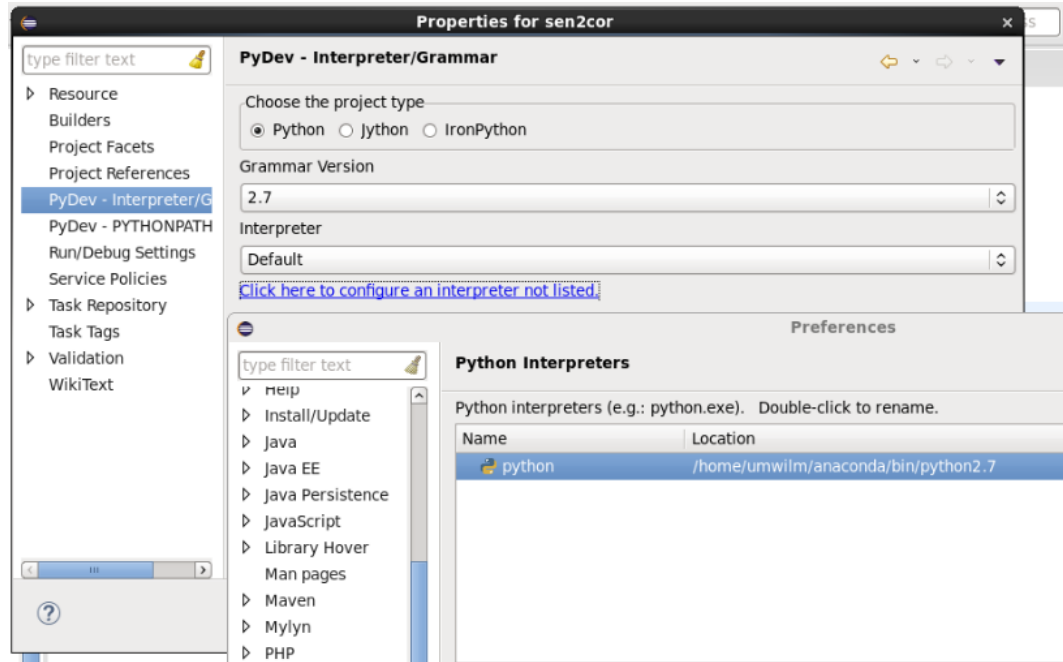 Properties for sen2cor
type filter text
Resource
Builders
Project Facets
Project References
PyDev - Interpreter/G
PyDev - PYTHONPATH
Run/Debug Settings
Service Policies
Task Repository
Task Tags
Validation
WikiText
PyDev - Interpreter/Grammar
Choose the project type
Python Jython IronPython
Grammar Version
2.7
Interpreter
Default
Click here to configure an interpreter not listed.
Preferences
type filter text
Help
Install/Update
Java
Java EE
Java Persistence
JavaScript
Library Hover
Man pages
Maven
Mylyn
PHP
Python Interpreters
Python interpreters (e.g.: python.exe). Double-click to rename.
Name Location
python /home/umwilm/anaconda/bin/python2.7